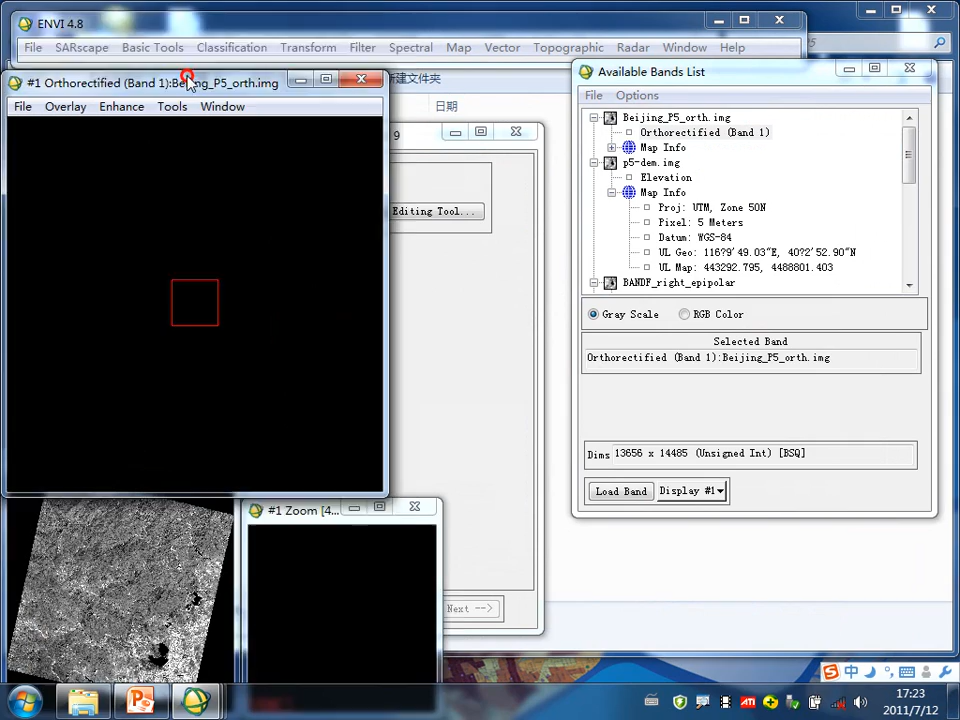 ENVI 4.8
File SARscape Basic Tools Classification Transform Filter Spectral Map Vector Topographic Radar Window Help
#1 Orthorectified (Band 1):Beijing_P5_orth.img
新建文件夹
File Overlay Enhance Tools Window
日期
9
Editing Tool...
Next -->
#1 Zoom [4...
Available Bands List
File Options
Beijing_P5_orth.img
Orthorectified (Band 1)
Map Info
p5-dem.img
Elevation
Map Info
Proj: UTM, Zone 50N
Pixel: 5 Meters
Datum: WGS-84
UL Geo: 116?9'49.03"E, 40?2'52.90"N
UL Map: 443292.795, 4488801.403
BANDF_right_epipolar
Gray Scale RGB Color
Selected Band
Orthorectified (Band 1):Beijing_P5_orth.img
Dims 13656 x 14485 (Unsigned Int) [BSQ]
Load Band Display #1
中
ATI
17:23
2011/7/12